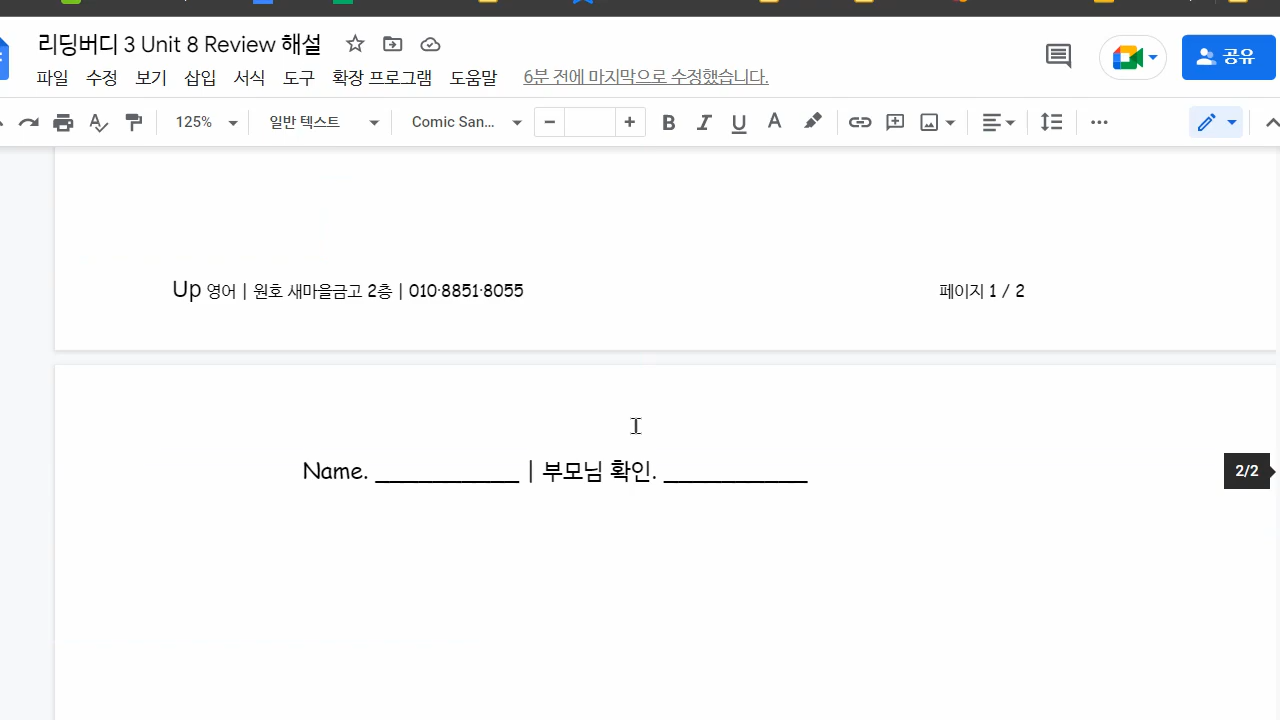 리딩버디 3 Unit 8 Review 해설
파일 수정 보기 삽입 서식 도구 확장 프로그램 도움말 6분 전에 마지막으로 수정했습니다.
공유
125% 일반 텍스트 Comic San... − + B I U A
Up 영어 | 원호 새마을금고 2층 | 010·8851·8055 페이지 1 / 2
Name. ___________ | 부모님 확인. ___________
2/2